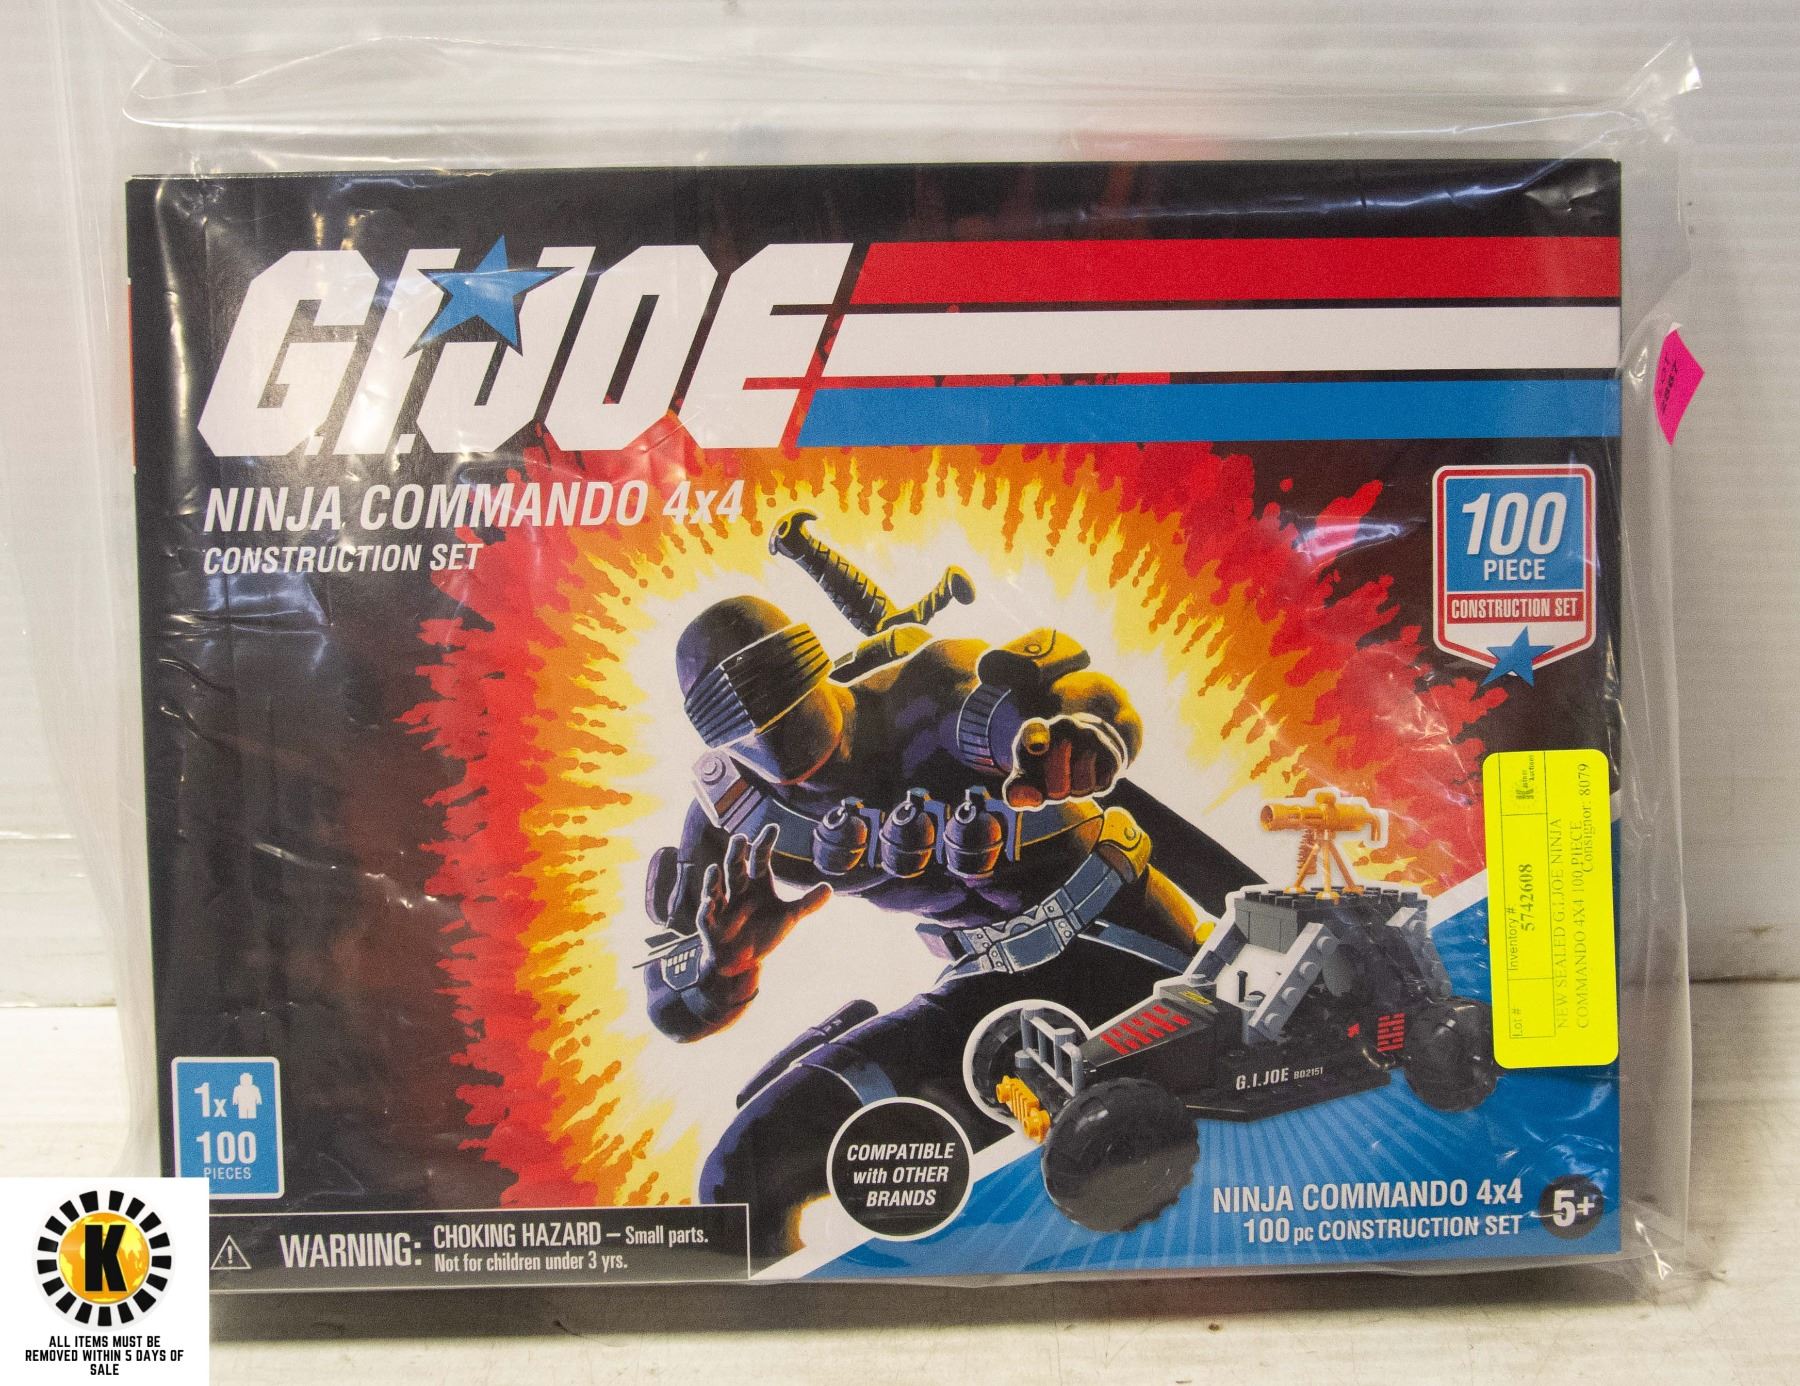 G.I.JOE
NINJA COMMANDO 4x4
CONSTRUCTION SET
100
PIECE
CONSTRUCTION SET
Lot #
Inventory #
5742608
NEW SEALED G.I.JOE NINJA
COMMANDO 4X4 100 PIECE
Consignor: 8079
G.I.JOE B02151
1x
100
PIECES
COMPATIBLE
with OTHER
BRANDS
NINJA COMMANDO 4x4
100 pc CONSTRUCTION SET
5+
WARNING:
CHOKING HAZARD – Small parts.
Not for children under 3 yrs.
K
ALL ITEMS MUST BE
REMOVED WITHIN 5 DAYS OF
SALE